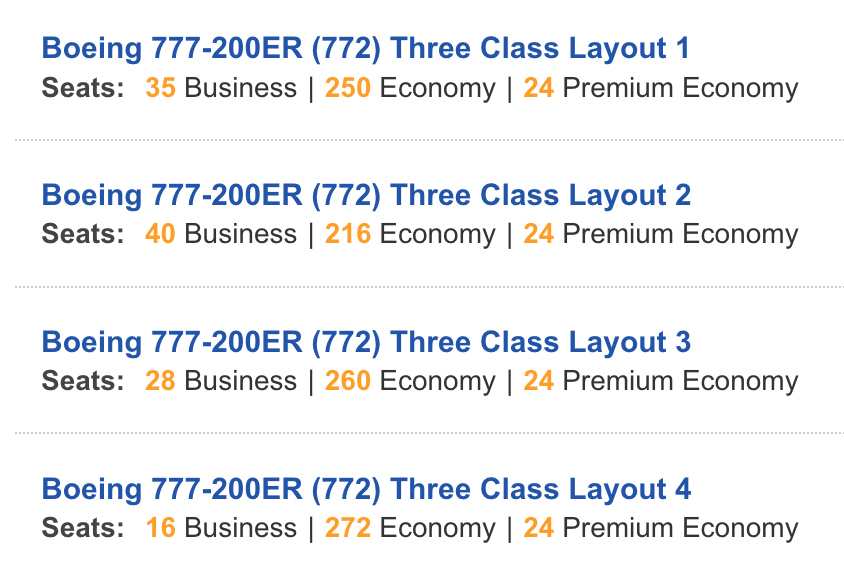 Boeing 777-200ER (772) Three Class Layout 1
Seats: 35 Business | 250 Economy | 24 Premium Economy
Boeing 777-200ER (772) Three Class Layout 2
Seats: 40 Business | 216 Economy | 24 Premium Economy
Boeing 777-200ER (772) Three Class Layout 3
Seats: 28 Business | 260 Economy | 24 Premium Economy
Boeing 777-200ER (772) Three Class Layout 4
Seats: 16 Business | 272 Economy | 24 Premium Economy